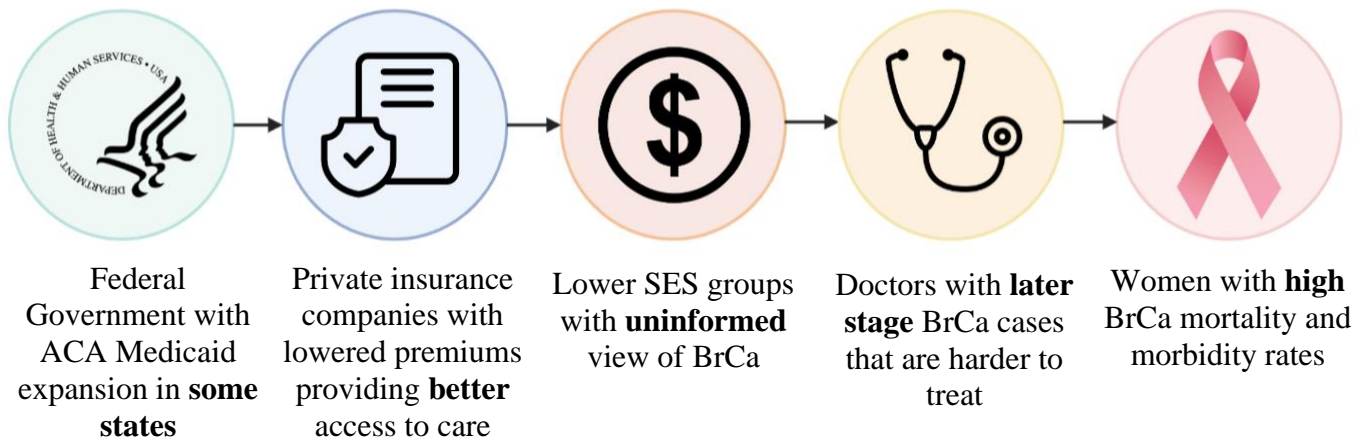 DEPARTMENT OF HEALTH & HUMAN SERVICES • USA
$
Federal
Government with
ACA Medicaid
expansion in some
states
Private insurance
companies with
lowered premiums
providing better
access to care
Lower SES groups
with uninformed
view of BrCa
Doctors with later
stage BrCa cases
that are harder to
treat
Women with high
BrCa mortality and
morbidity rates